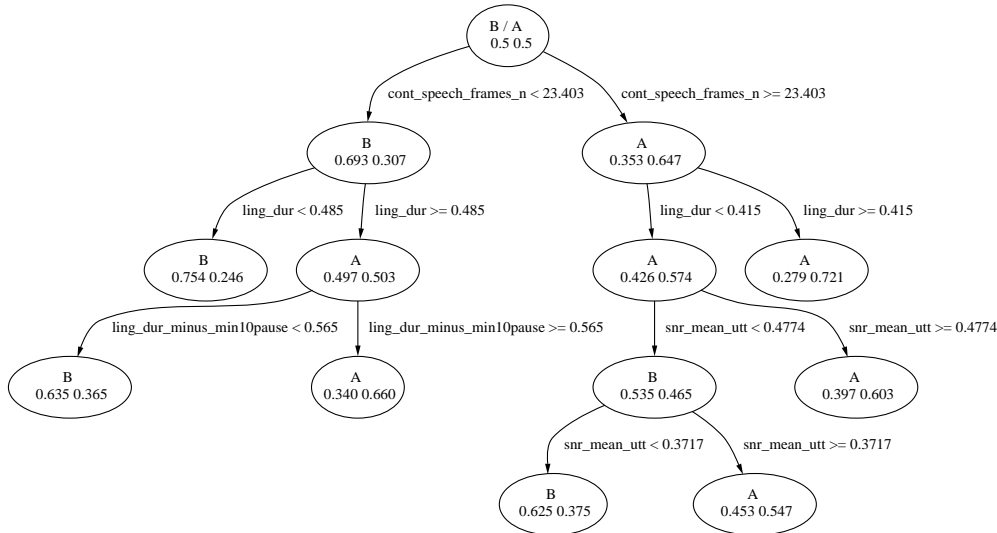 B / A
0.5 0.5
cont_speech_frames_n < 23.403
cont_speech_frames_n >= 23.403
B
0.693 0.307
A
0.353 0.647
ling_dur < 0.485
ling_dur >= 0.485
ling_dur < 0.415
ling_dur >= 0.415
B
0.754 0.246
A
0.497 0.503
A
0.426 0.574
A
0.279 0.721
ling_dur_minus_min10pause < 0.565
ling_dur_minus_min10pause >= 0.565
snr_mean_utt < 0.4774
snr_mean_utt >= 0.4774
B
0.635 0.365
A
0.340 0.660
B
0.535 0.465
A
0.397 0.603
snr_mean_utt < 0.3717
snr_mean_utt >= 0.3717
B
0.625 0.375
A
0.453 0.547